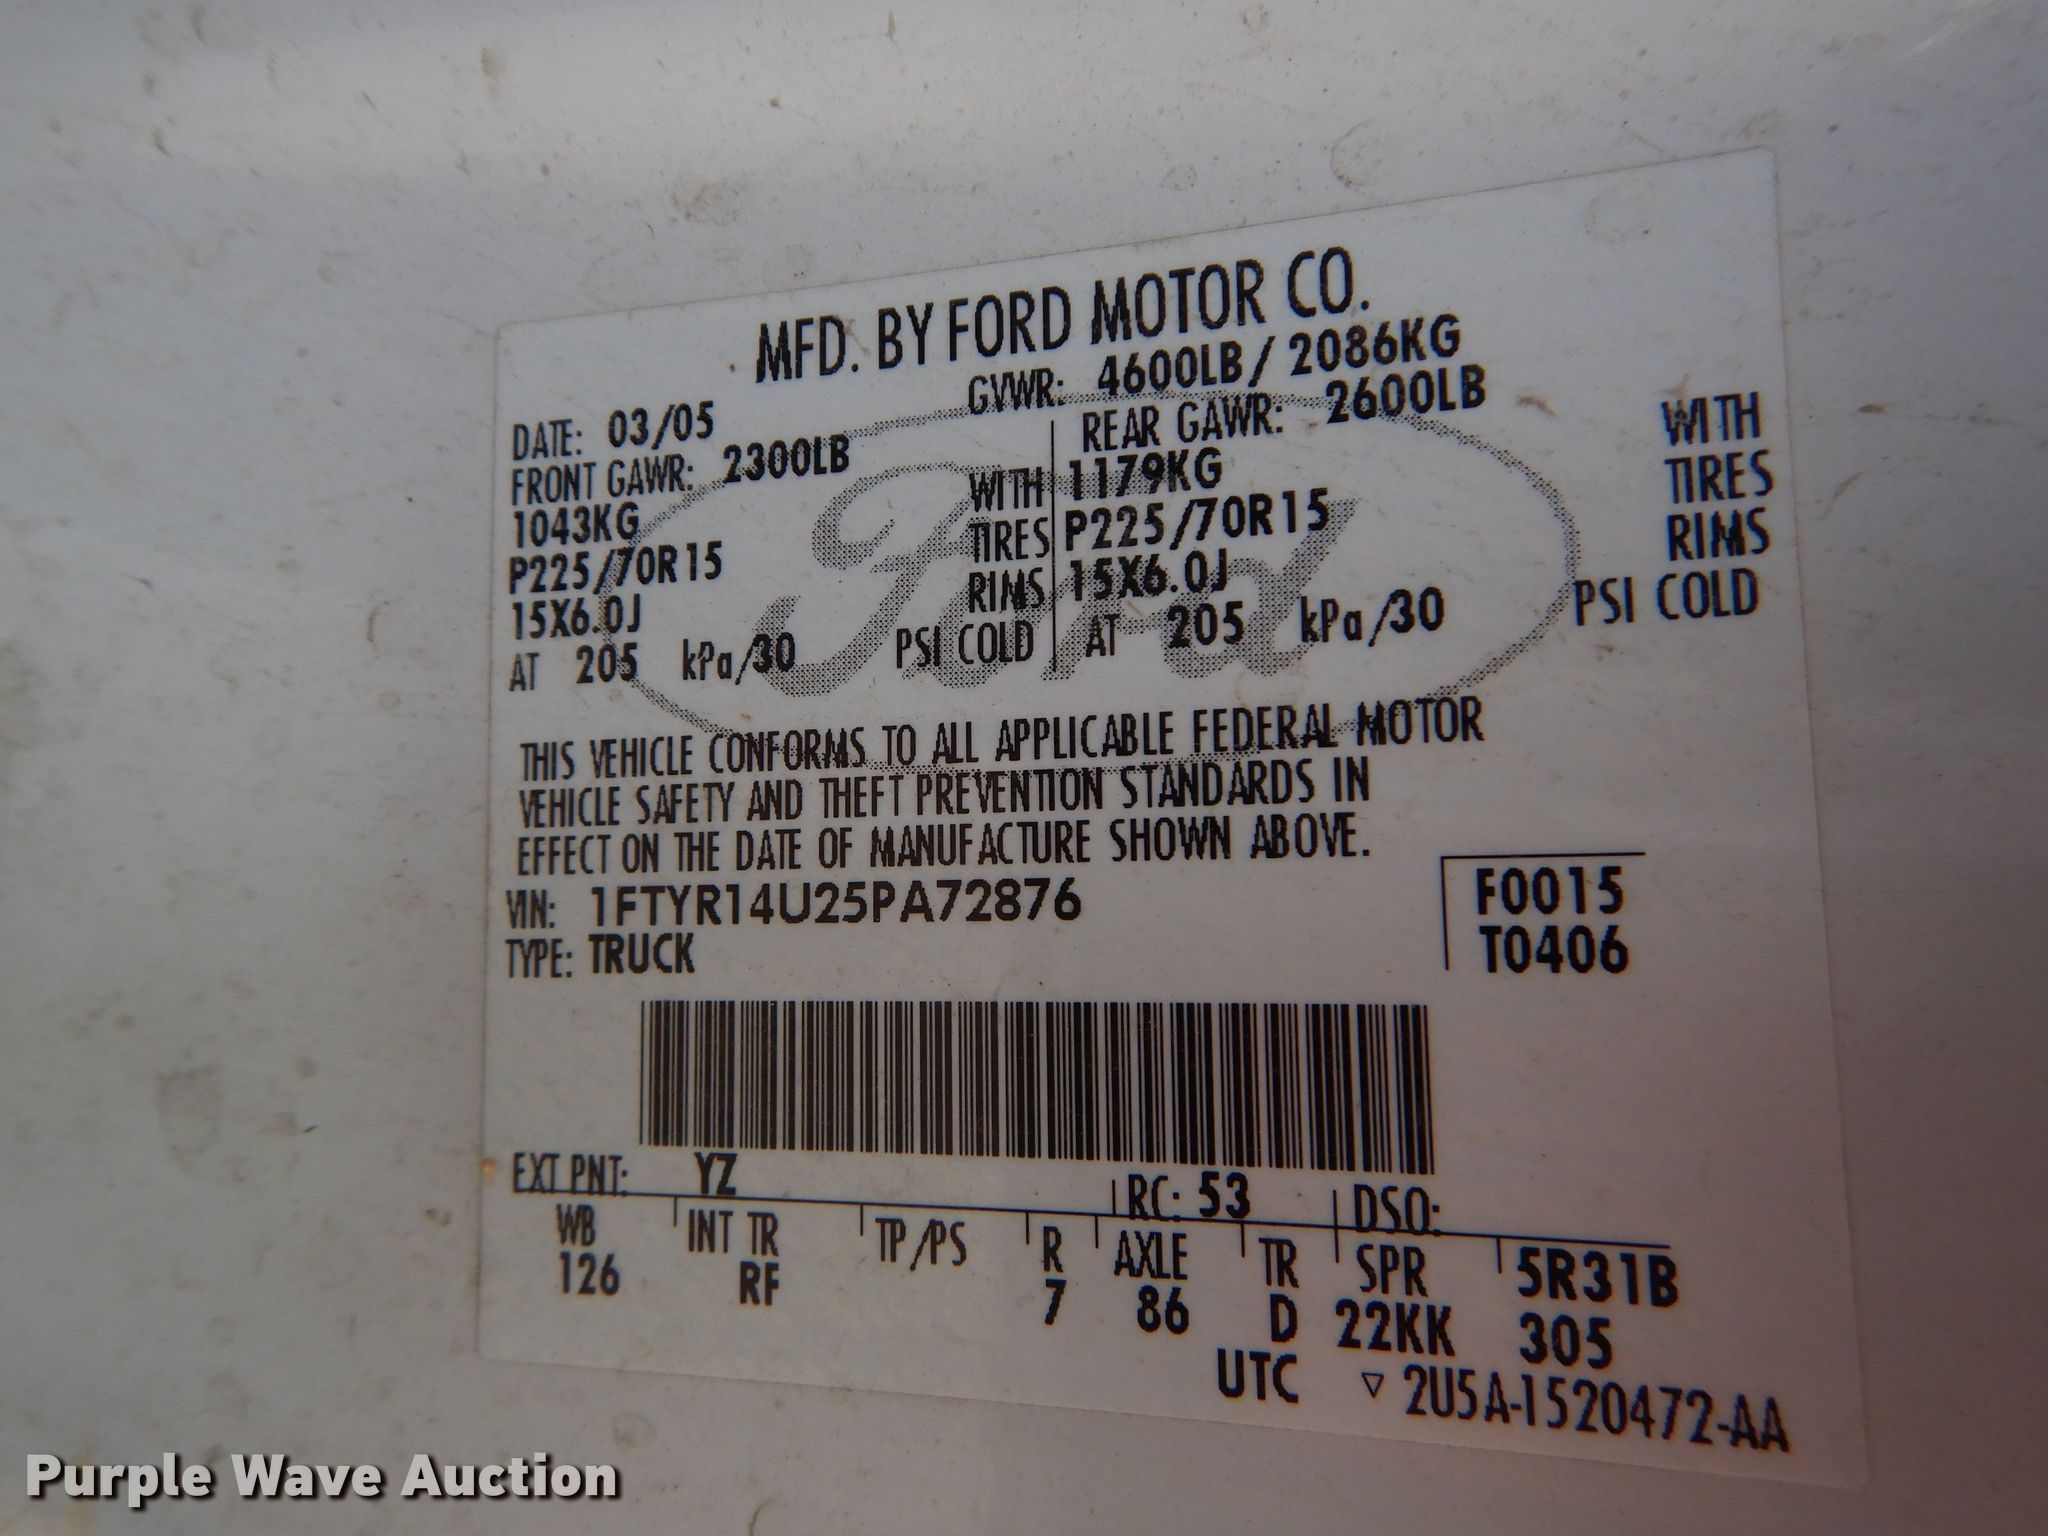 MFD. BY FORD MOTOR CO.
DATE: 03/05 GVWR: 4600LB/ 2086KG
FRONT GAWR: 2300LB REAR GAWR: 2600LB
1043KG WITH 1179KG WITH
P225/70R15 TIRES P225/70R15 TIRES
15X6.0J RIMS 15X6.0J RIMS
AT 205 kPa/30 PSI COLD AT 205 kPa/30 PSI COLD
Ford
THIS VEHICLE CONFORMS TO ALL APPLICABLE FEDERAL MOTOR
VEHICLE SAFETY AND THEFT PREVENTION STANDARDS IN
EFFECT ON THE DATE OF MANUFACTURE SHOWN ABOVE.
VIN: 1FTYR14U25PA72876 F0015
TYPE: TRUCK T0406
EXT PNT: YZ RC: 53 DSO:
WB INT TR TP/PS R AXLE TR SPR 5R31B
126 RF 7 86 D 22KK 305
UTC ▽ 2U5A-1520472-AA
Purple Wave Auction